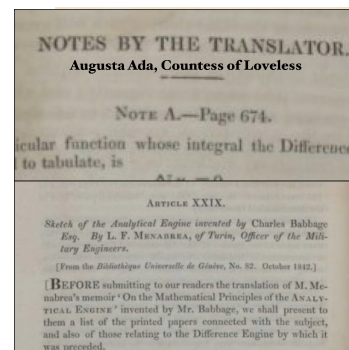 NOTES BY THE TRANSLATOR.
Augusta Ada, Countess of Loveless
NOTE A.—Page 674.
icular function whose integral the Difference
to tabulate, is
ARTICLE XXIX.
Sketch of the Analytical Engine invented by Charles Babbage
Esq. By L. F. MENABREA, of Turin, Officer of the Mili-
tary Engineers.
[From the Bibliothèque Universelle de Génève, No. 82. October 1842.]
[BEFORE submitting to our readers the translation of M. Me-
nabrea's memoir ‘On the Mathematical Principles of the ANALY-
TICAL ENGINE’ invented by Mr. Babbage, we shall present to
them a list of the printed papers connected with the subject,
and also of those relating to the Difference Engine by which it
was preceded.